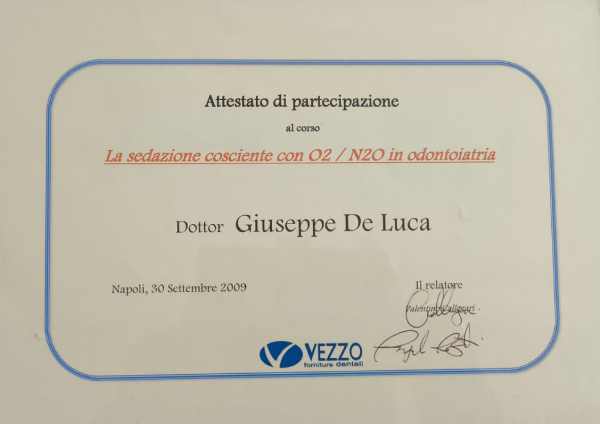 Attestato di partecipazione
al corso
La sedazione cosciente con O2 / N2O in odontoiatria
Dottor Giuseppe De Luca
Napoli, 30 Settembre 2009
Il relatore
VEZZO
forniture dentali